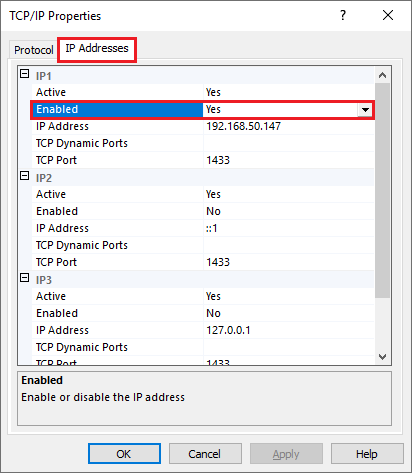 TCP/IP Properties
Protocol IP Addresses
IP1
Active Yes
Enabled Yes
IP Address 192.168.50.147
TCP Dynamic Ports
TCP Port 1433
IP2
Active Yes
Enabled No
IP Address ::1
TCP Dynamic Ports
TCP Port 1433
IP3
Active Yes
Enabled No
IP Address 127.0.0.1
TCP Dynamic Ports
TCP Port 1433
Enabled
Enable or disable the IP address
OK Cancel Apply Help